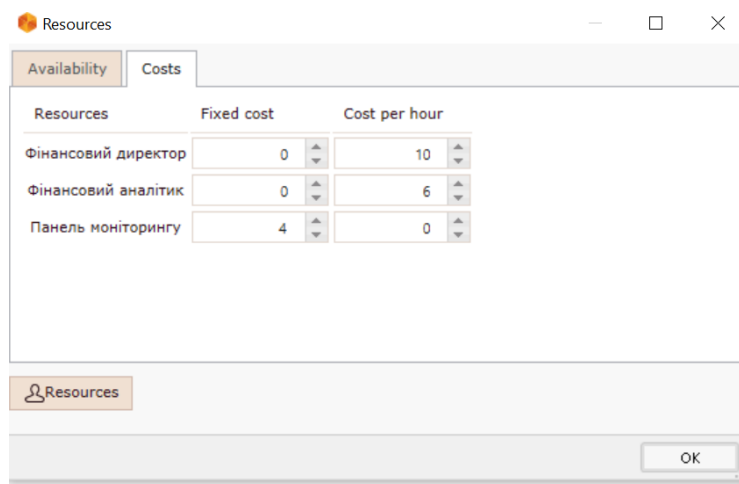 Resources
Availability Costs
Resources Fixed cost Cost per hour
Фінансовий директор 0 10
Фінансовий аналітик 0 6
Панель моніторингу 4 0
Resources
OK